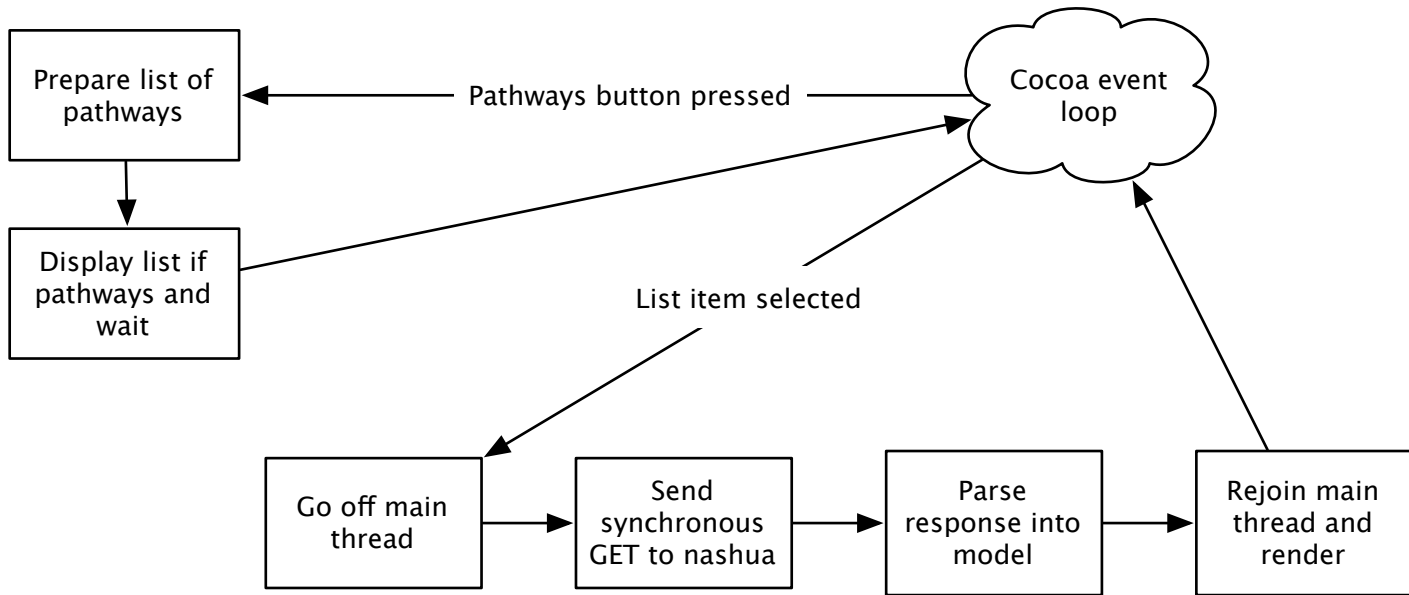 Prepare list of
pathways
Pathways button pressed
Cocoa event
loop
Display list if
pathways and
wait
List item selected
Go off main
thread
Send
synchronous
GET to nashua
Parse
response into
model
Rejoin main
thread and
render